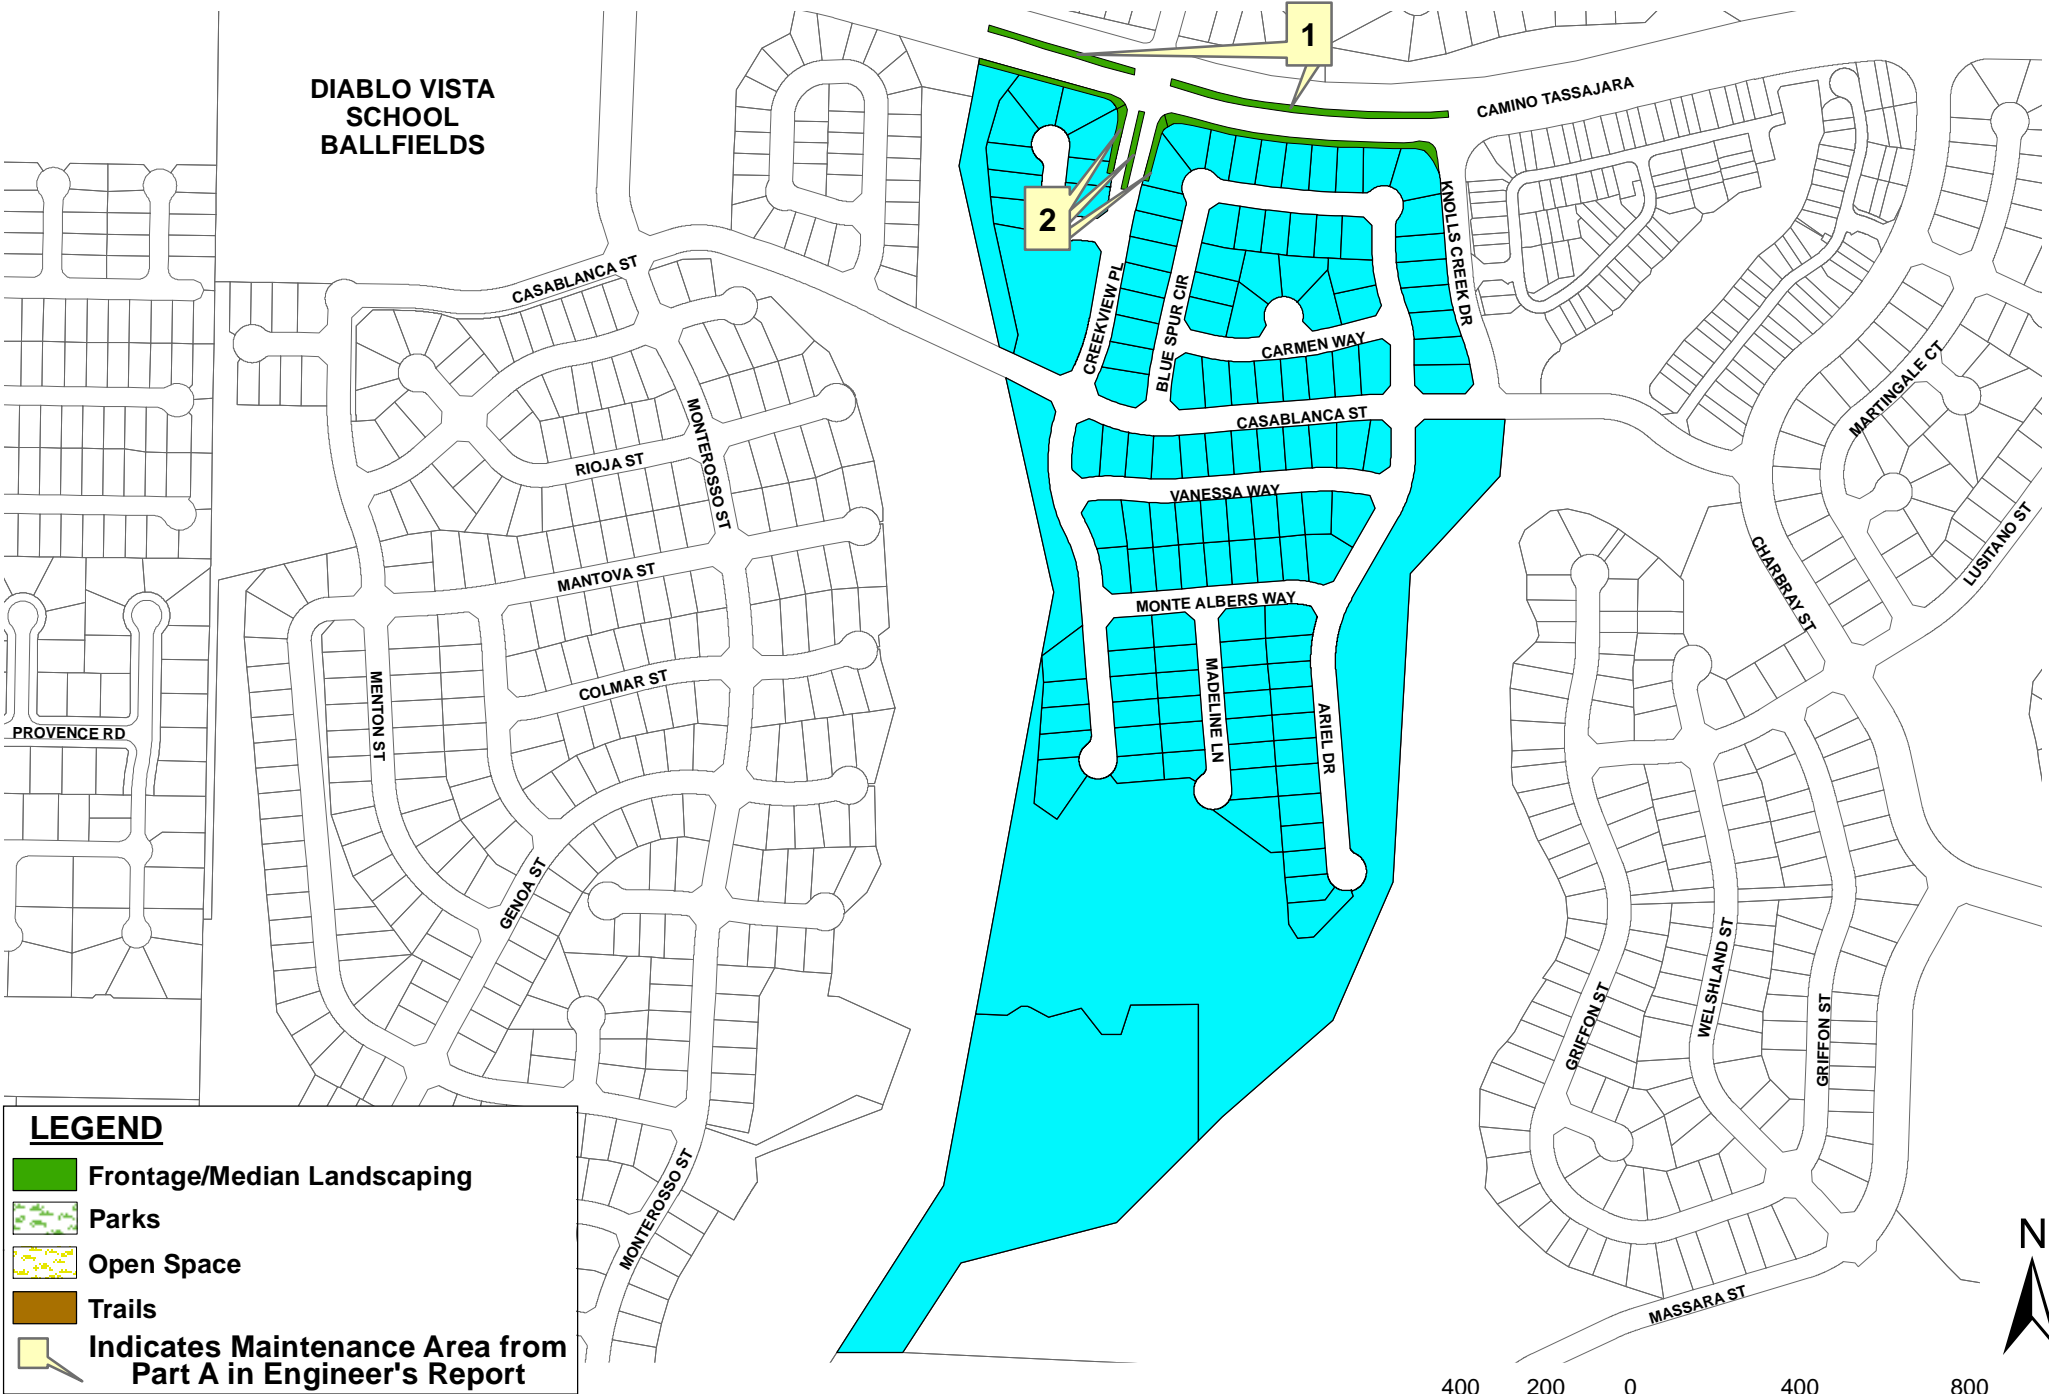 1
CAMINO TASSAJARA
DIABLO VISTA
SCHOOL
BALLFIELDS
2
KNOLLS CREEK DR
CASABLANCA ST
CREEKVIEW PL
BLUE SPUR CIR
CARMEN WAY
MARTINGALE CT
MONTEROSSO ST
CASABLANCA ST
RIOJA ST
VANESSA WAY
LUSITANO ST
CHARBRAY ST
MANTOVA ST
MONTE ALBERS WAY
MENTON ST
COLMAR ST
MADELINE LN
ARIEL DR
PROVENCE RD
GENOA ST
GRIFFON ST
WELSHLAND ST
GRIFFON ST
MONTEROSSO ST
MASSARA ST
LEGEND
Frontage/Median Landscaping
Parks
Open Space
Trails
Indicates Maintenance Area from
Part A in Engineer's Report
N
400 200 0 400 800